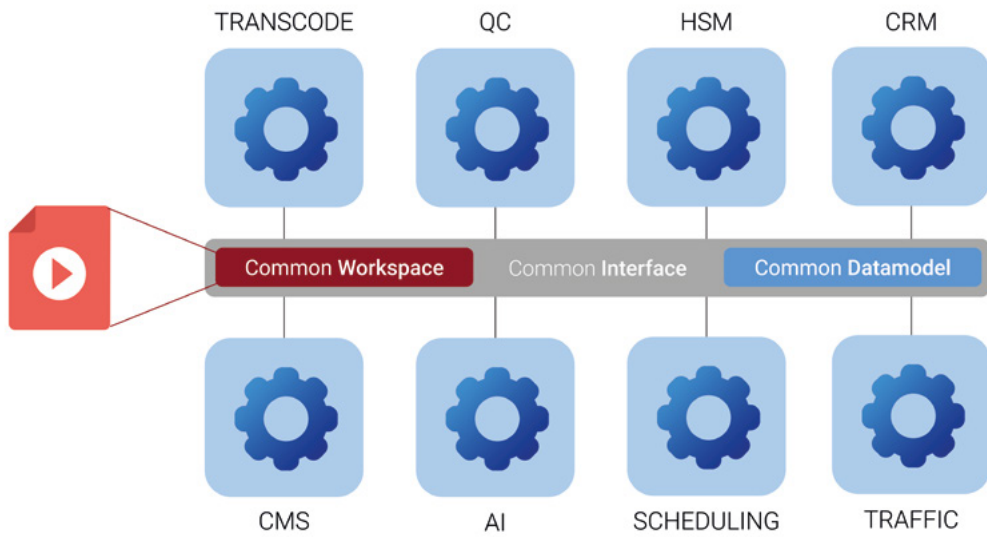 TRANSCODE QC HSM CRM
Common Workspace Common Interface Common Datamodel
CMS AI SCHEDULING TRAFFIC